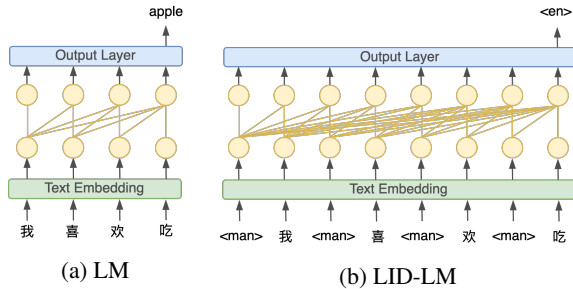 apple
Output Layer
Text Embedding
我 喜 欢 吃
(a) LM
<en>
Output Layer
Text Embedding
<man> 我 <man> 喜 <man> 欢 <man> 吃
(b) LID-LM